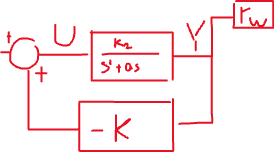 + U K₂ Y r_w
S²+as
+
-K